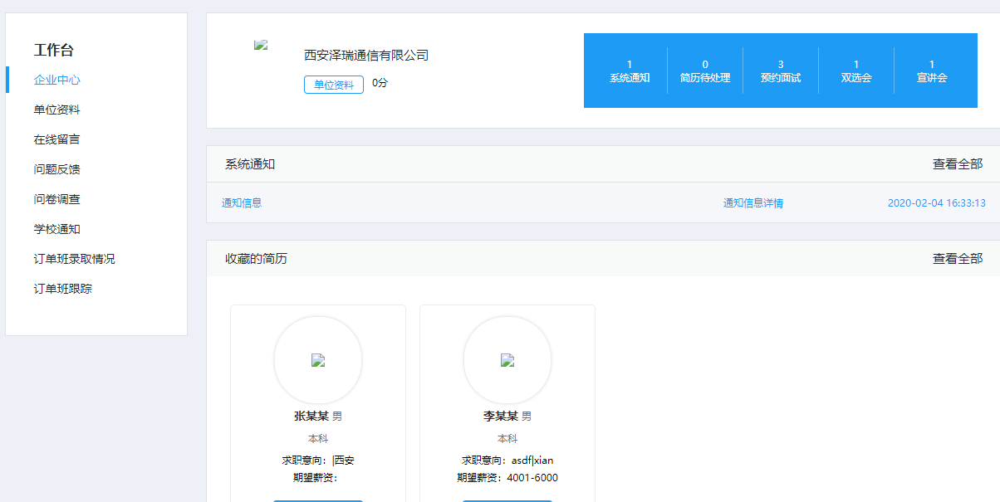 工作台
企业中心
单位资料
在线留言
问题反馈
问卷调查
学校通知
订单班录取情况
订单班跟踪
西安泽瑞通信有限公司
单位资料 0分
1 0 3 1 1
系统通知 简历待处理 预约面试 双选会 宣讲会
系统通知 查看全部
通知信息 通知信息详情 2020-02-04 16:33:13
收藏的简历 查看全部
张某某 男 李某某 男
本科 本科
求职意向：|西安 求职意向：asdf|xian
期望薪资： 期望薪资：4001-6000